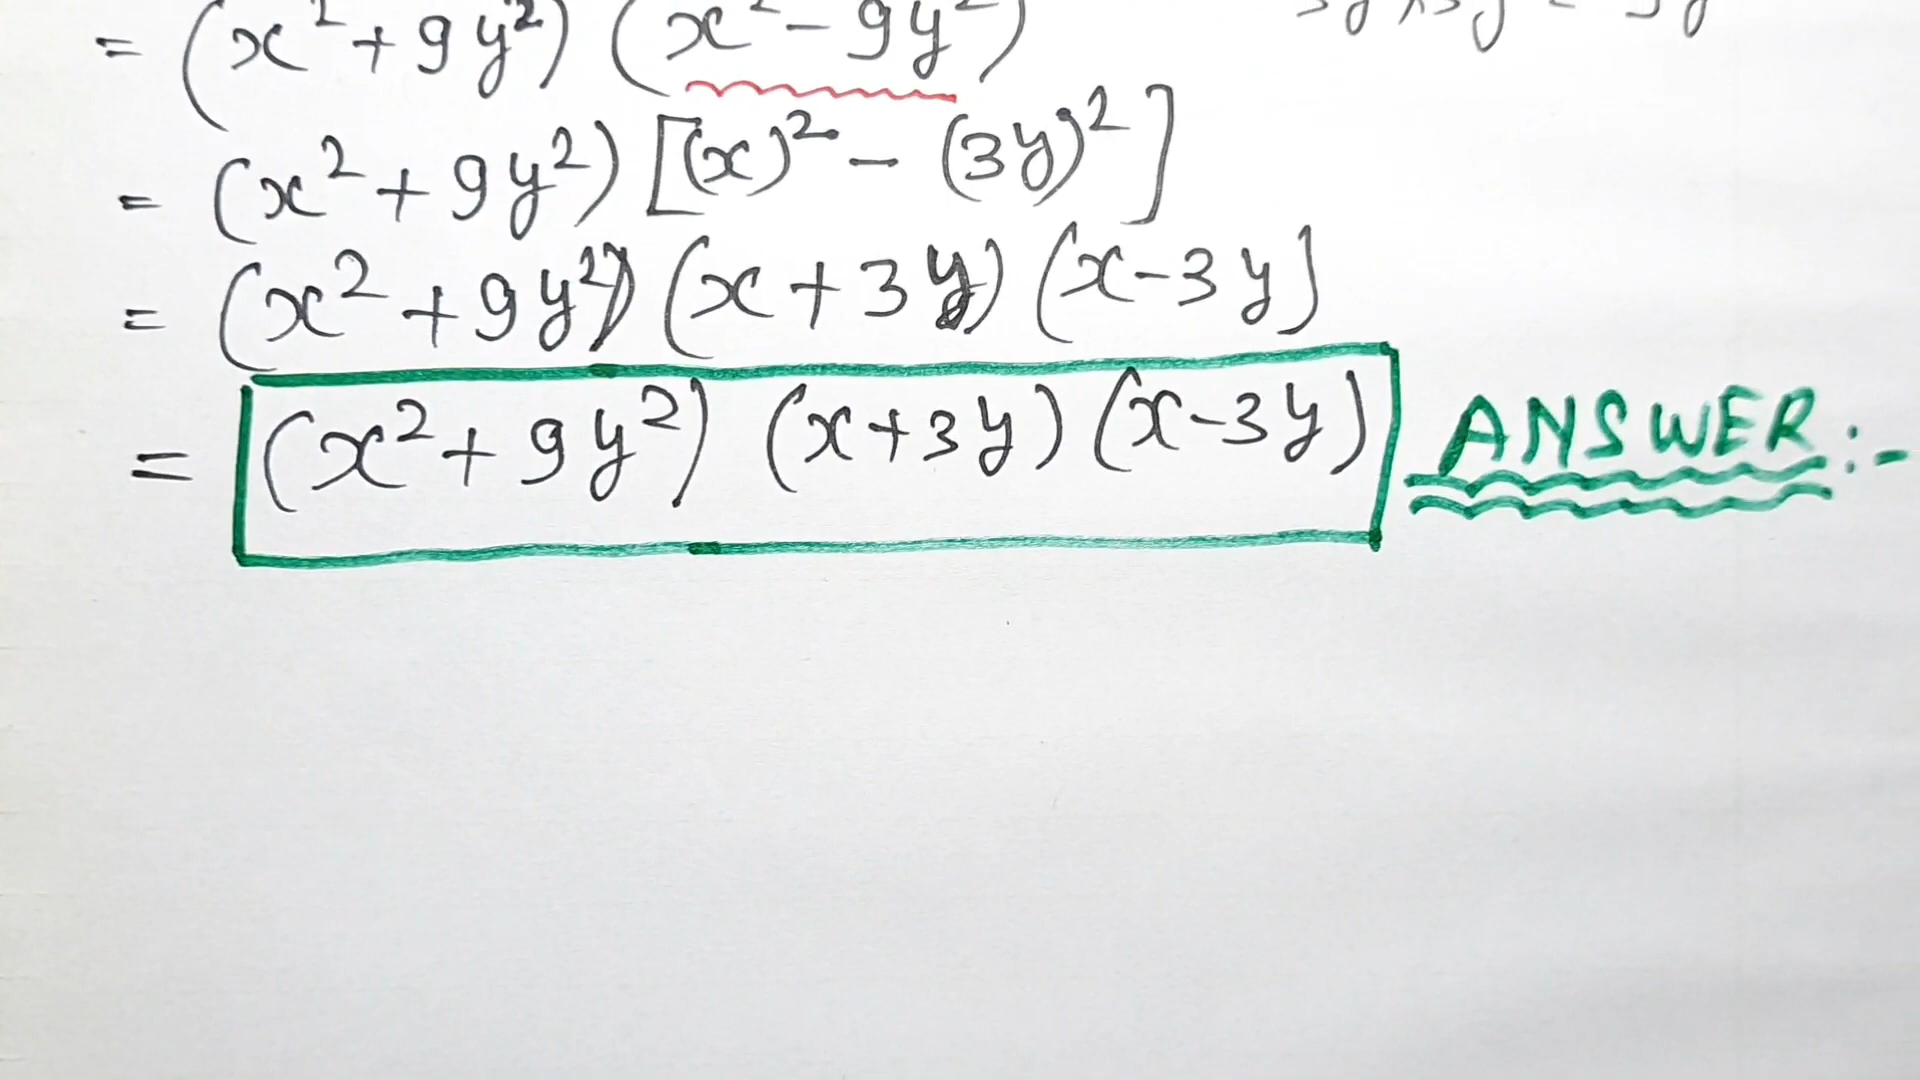 = (x²+9y²) (x²-9y²)
= (x²+9y²) [(x)² - (3y)²]
= (x²+9y²) (x+3y) (x-3y)
= (x²+9y²) (x+3y) (x-3y) ANSWER:-